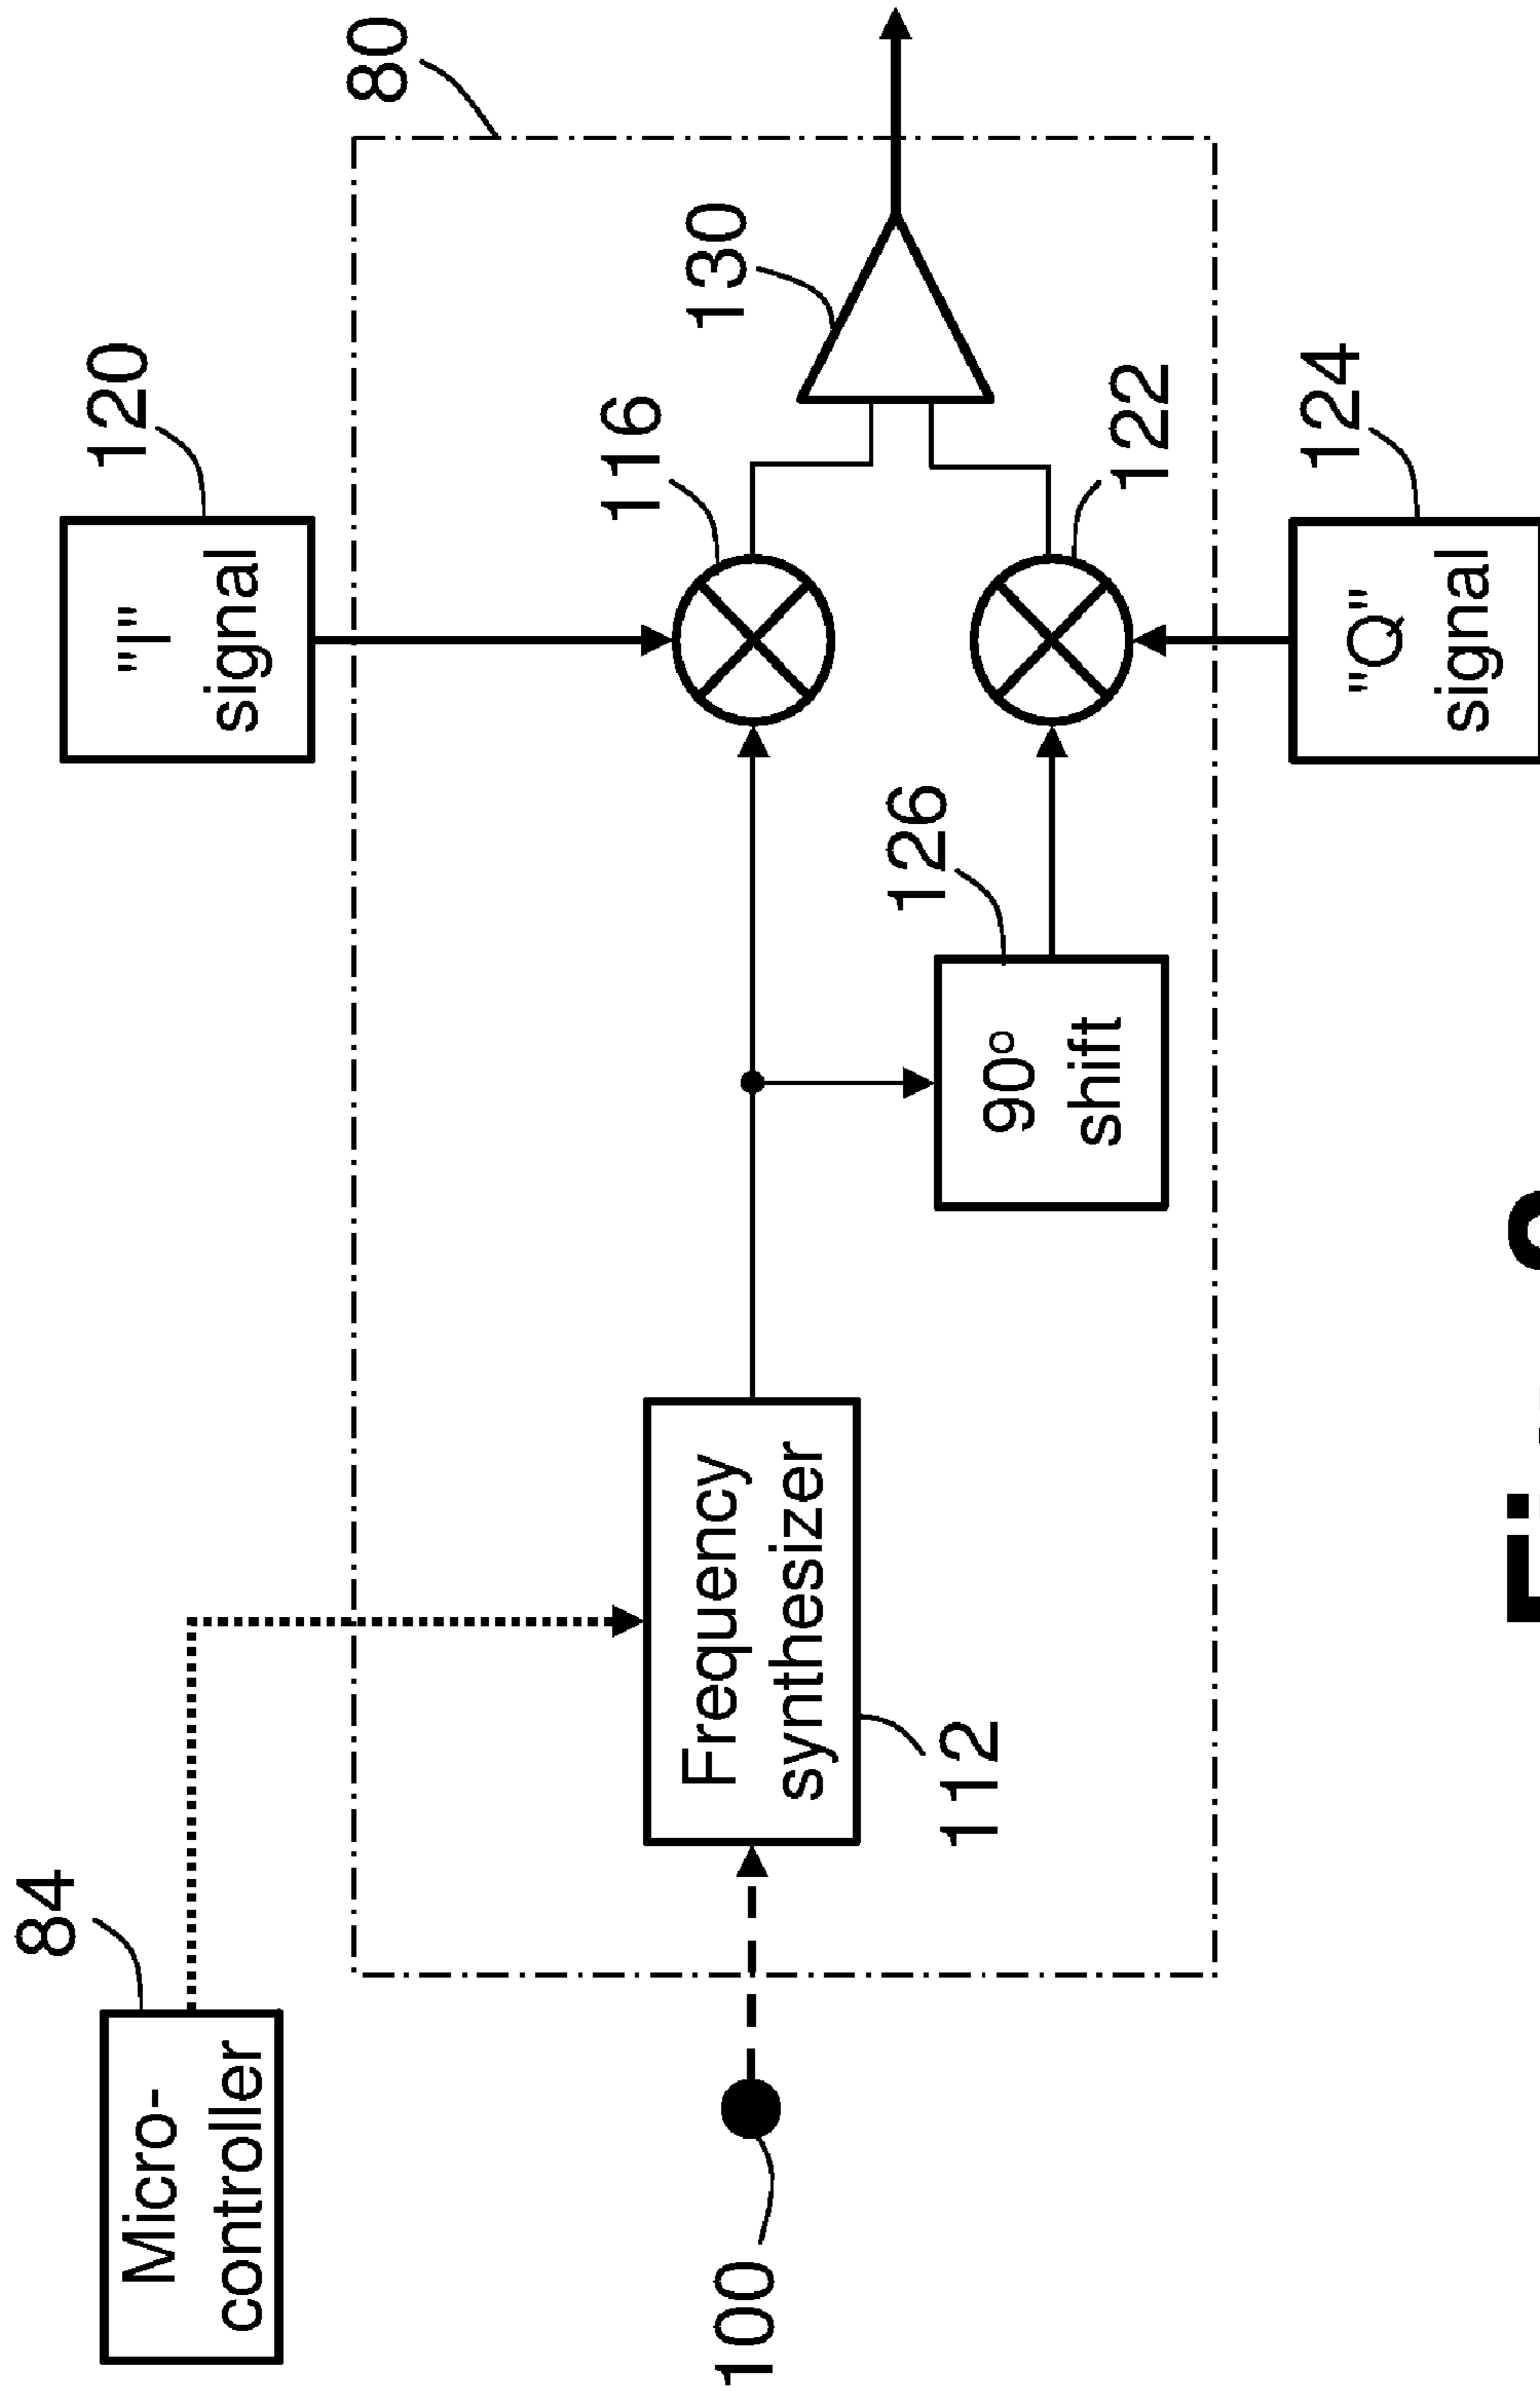 84
Micro-
controller
120
"I"
signal
80
100
Frequency
synthesizer
112
116
130
126
90°
shift
122
124
"Q"
signal